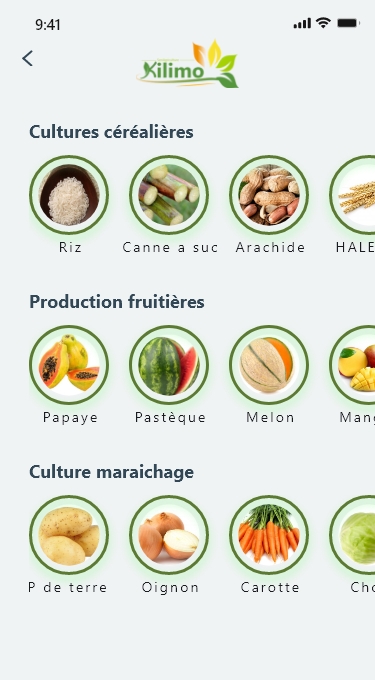 9:41
Kilimo
Cultures céréalières
Riz
Canne a suc
Arachide
HALE
Production fruitières
Papaye
Pastèque
Melon
Mang
Culture maraichage
P de terre
Oignon
Carotte
Cho